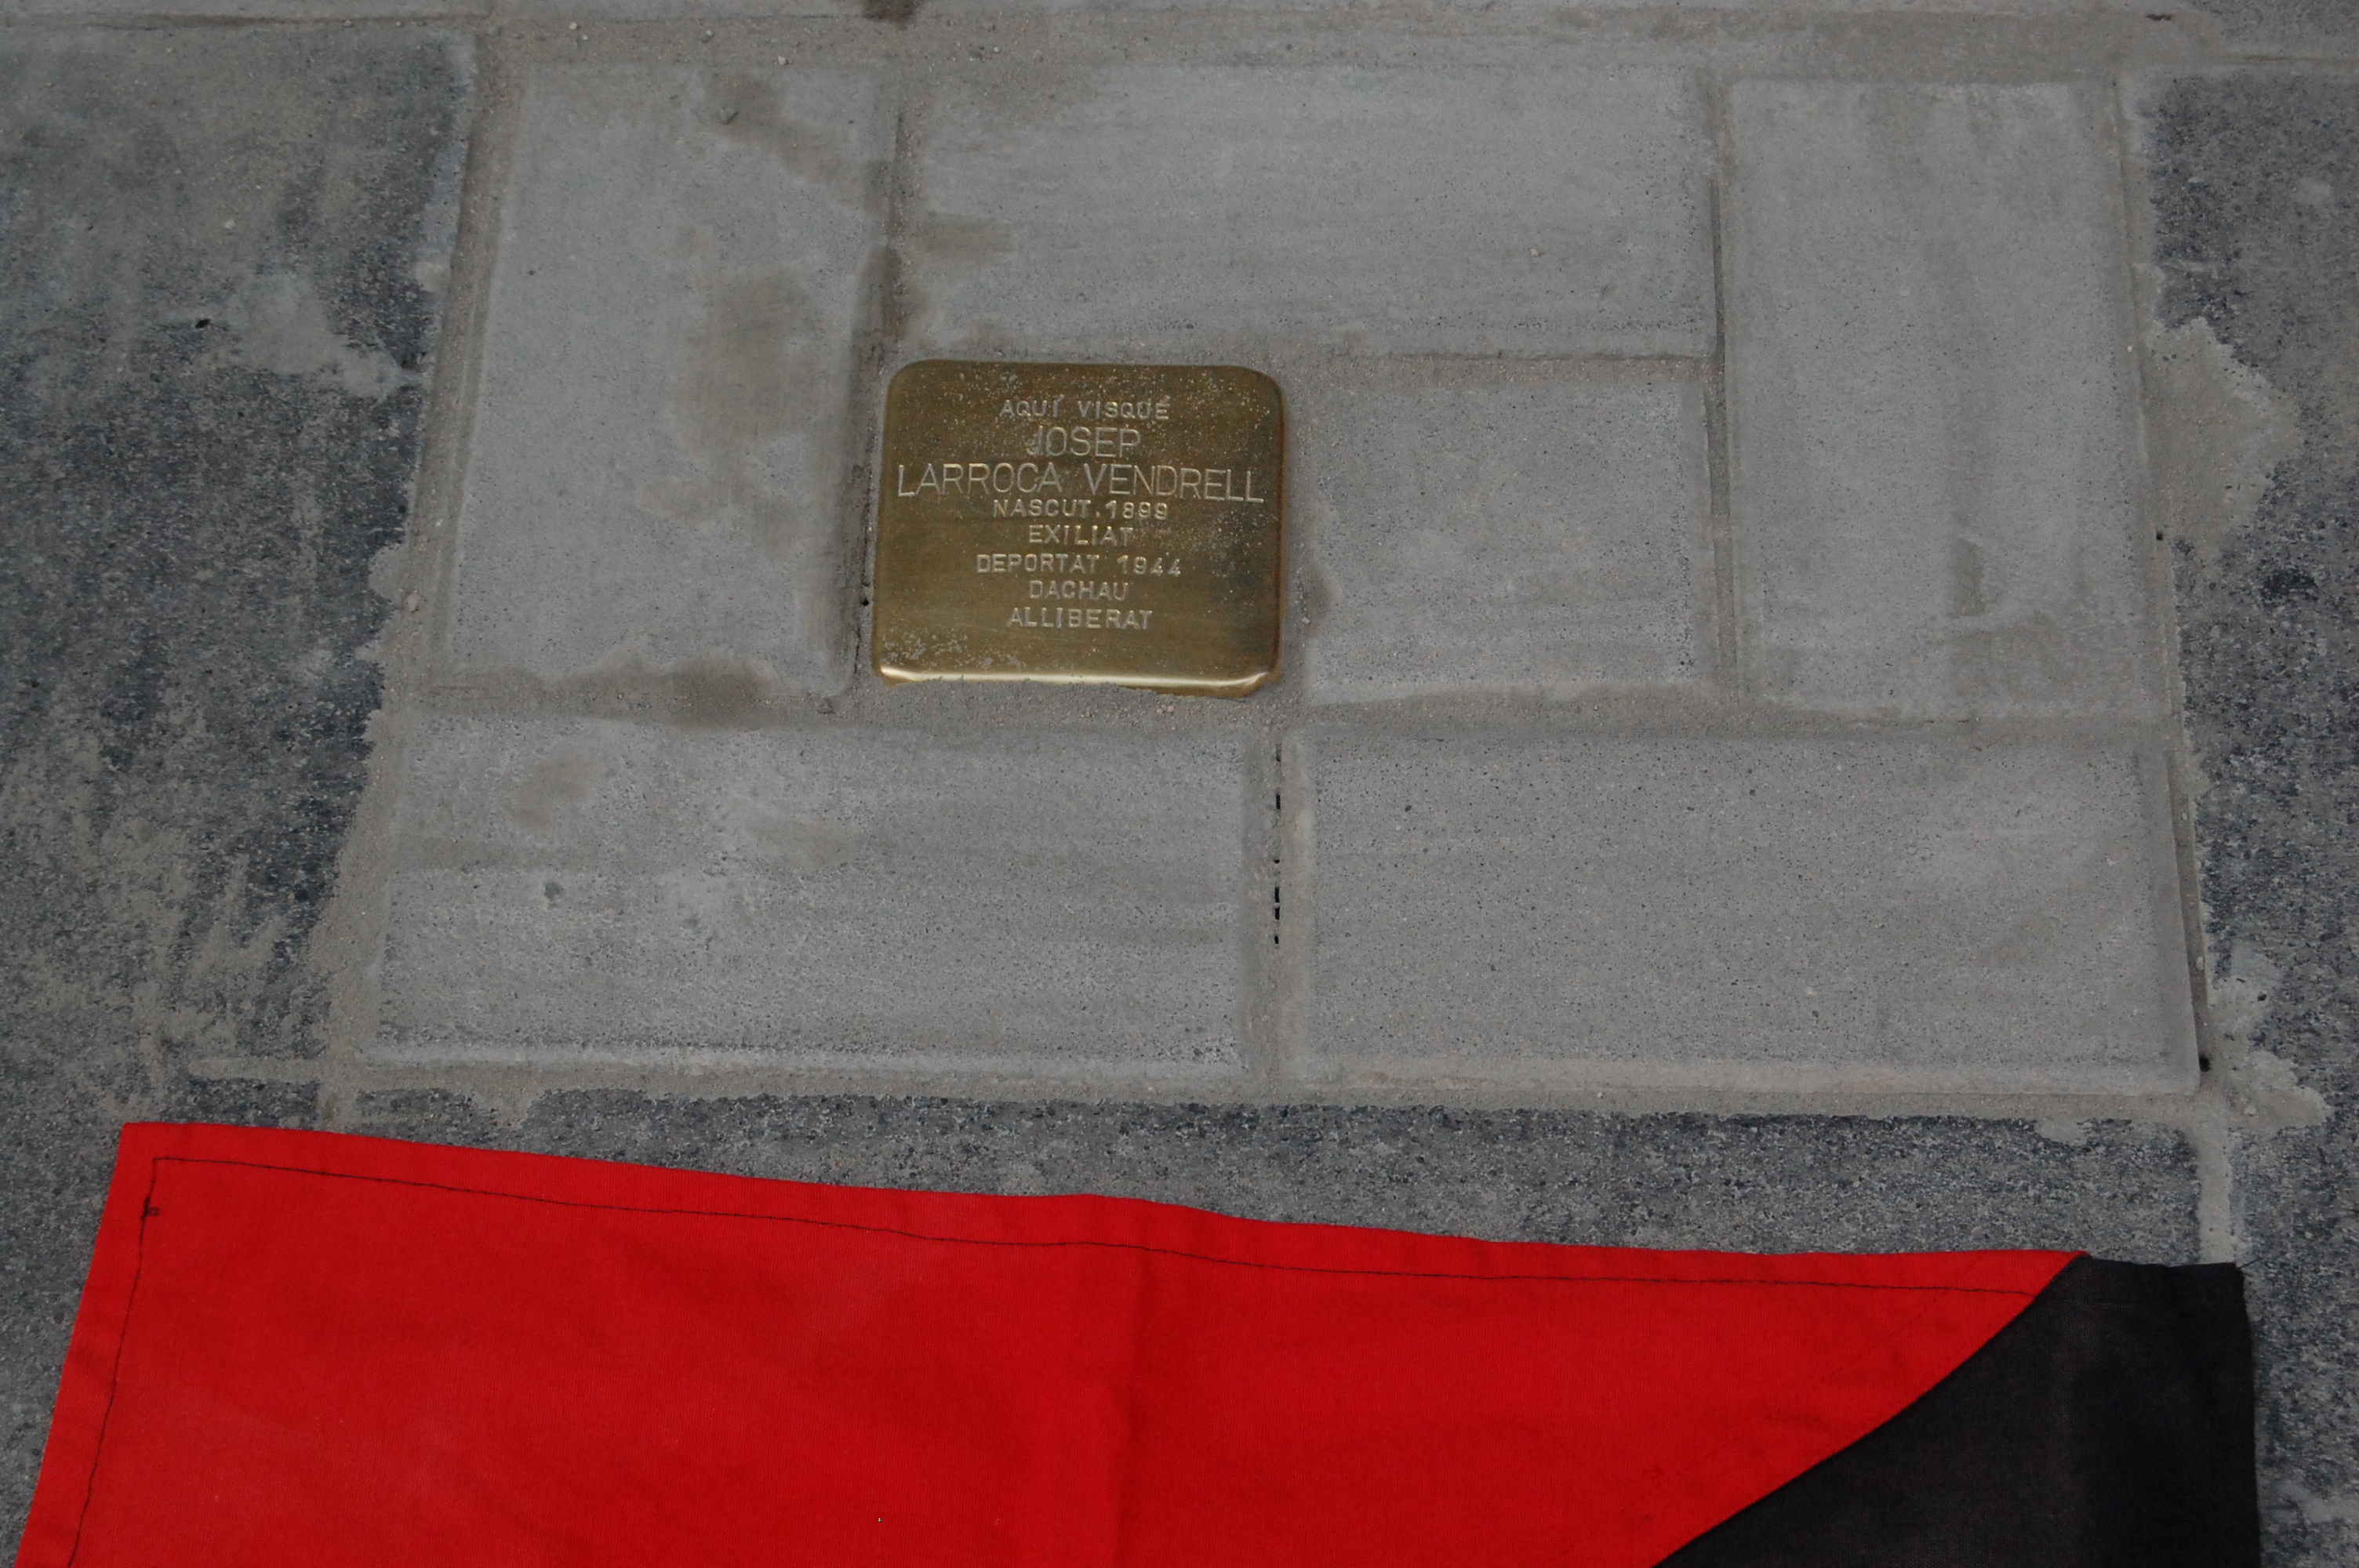 AQUÍ VISQUÉ
JOSEP
LARROCA VENDRELL
NASCUT 1899
EXILIAT
DEPORTAT 1944
DACHAU
ALLIBERAT